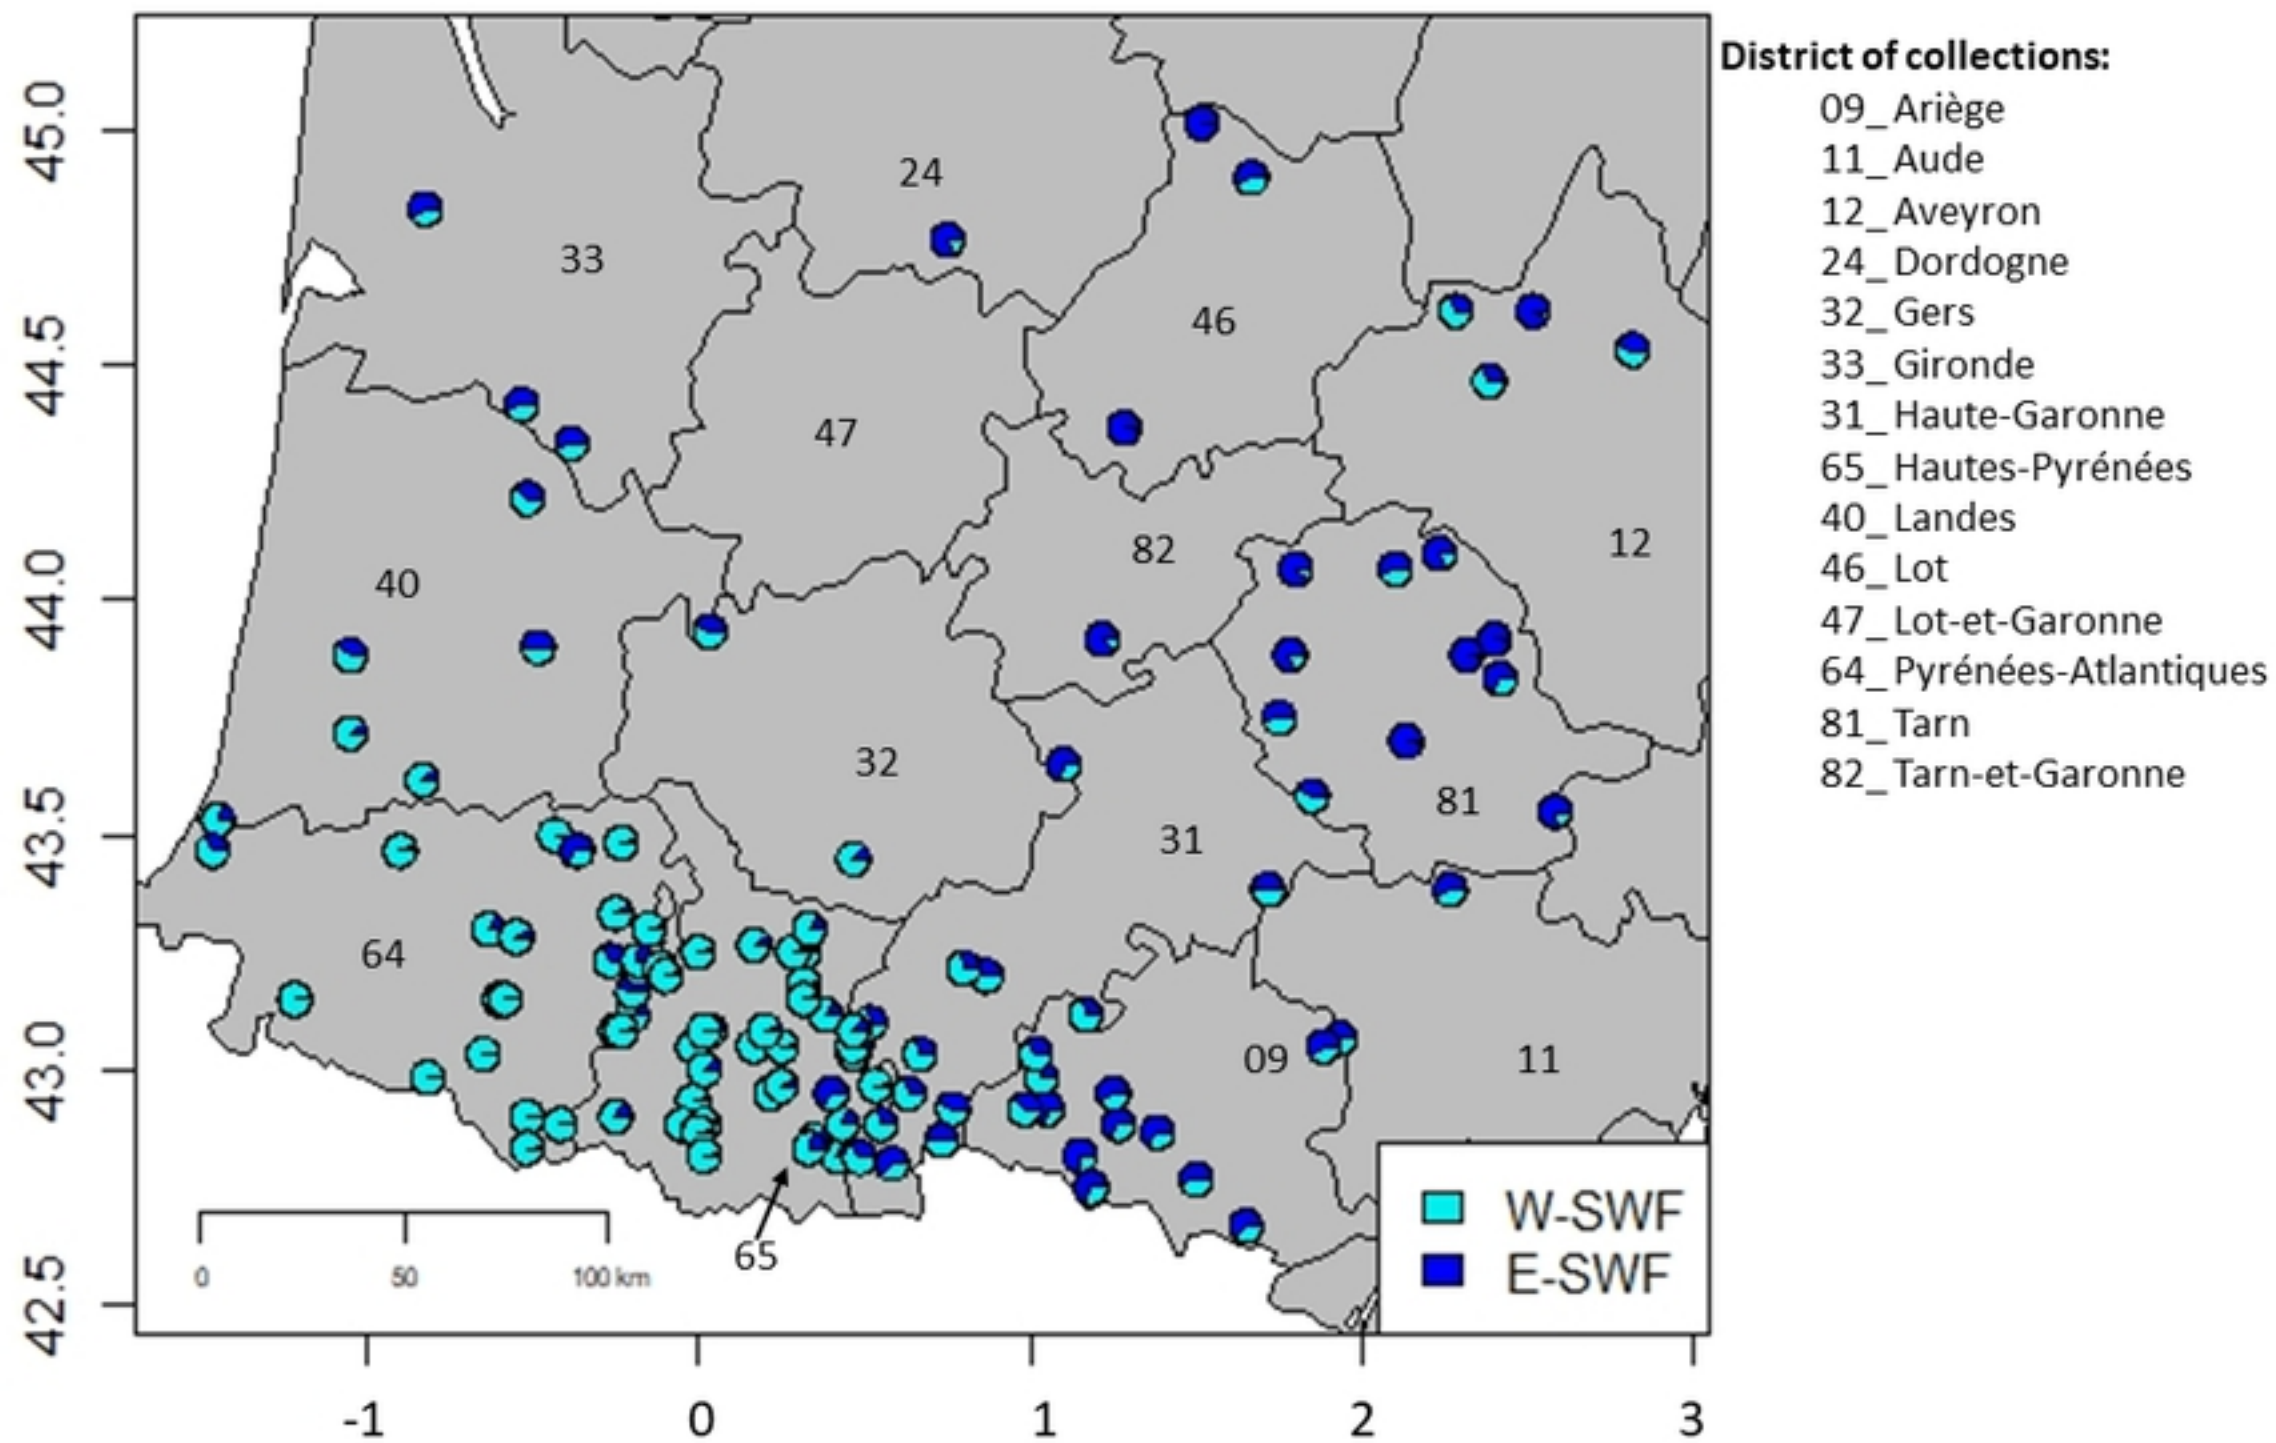 District of collections:
09_Ariège
11_Aude
12_Aveyron
24_Dordogne
32_Gers
33_Gironde
31_Haute-Garonne
65_Hautes-Pyrénées
40_Landes
46_Lot
47_Lot-et-Garonne
64_Pyrénées-Atlantiques
81_Tarn
82_Tarn-et-Garonne
45.0
44.5
44.0
43.5
43.0
42.5
24
33
46
47
82
12
40
32
31
81
64
09
11
65
0 50 100 km
W-SWF
E-SWF
-1 0 1 2 3